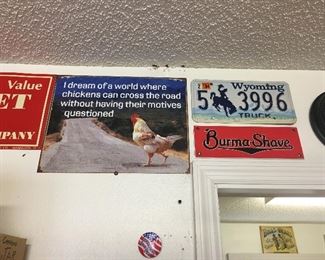 Value
ET
MPANY
I dream of a world where
chickens can cross the road
without having their motives
questioned
Wyoming
5 3996
TRUCK
Burma-Shave